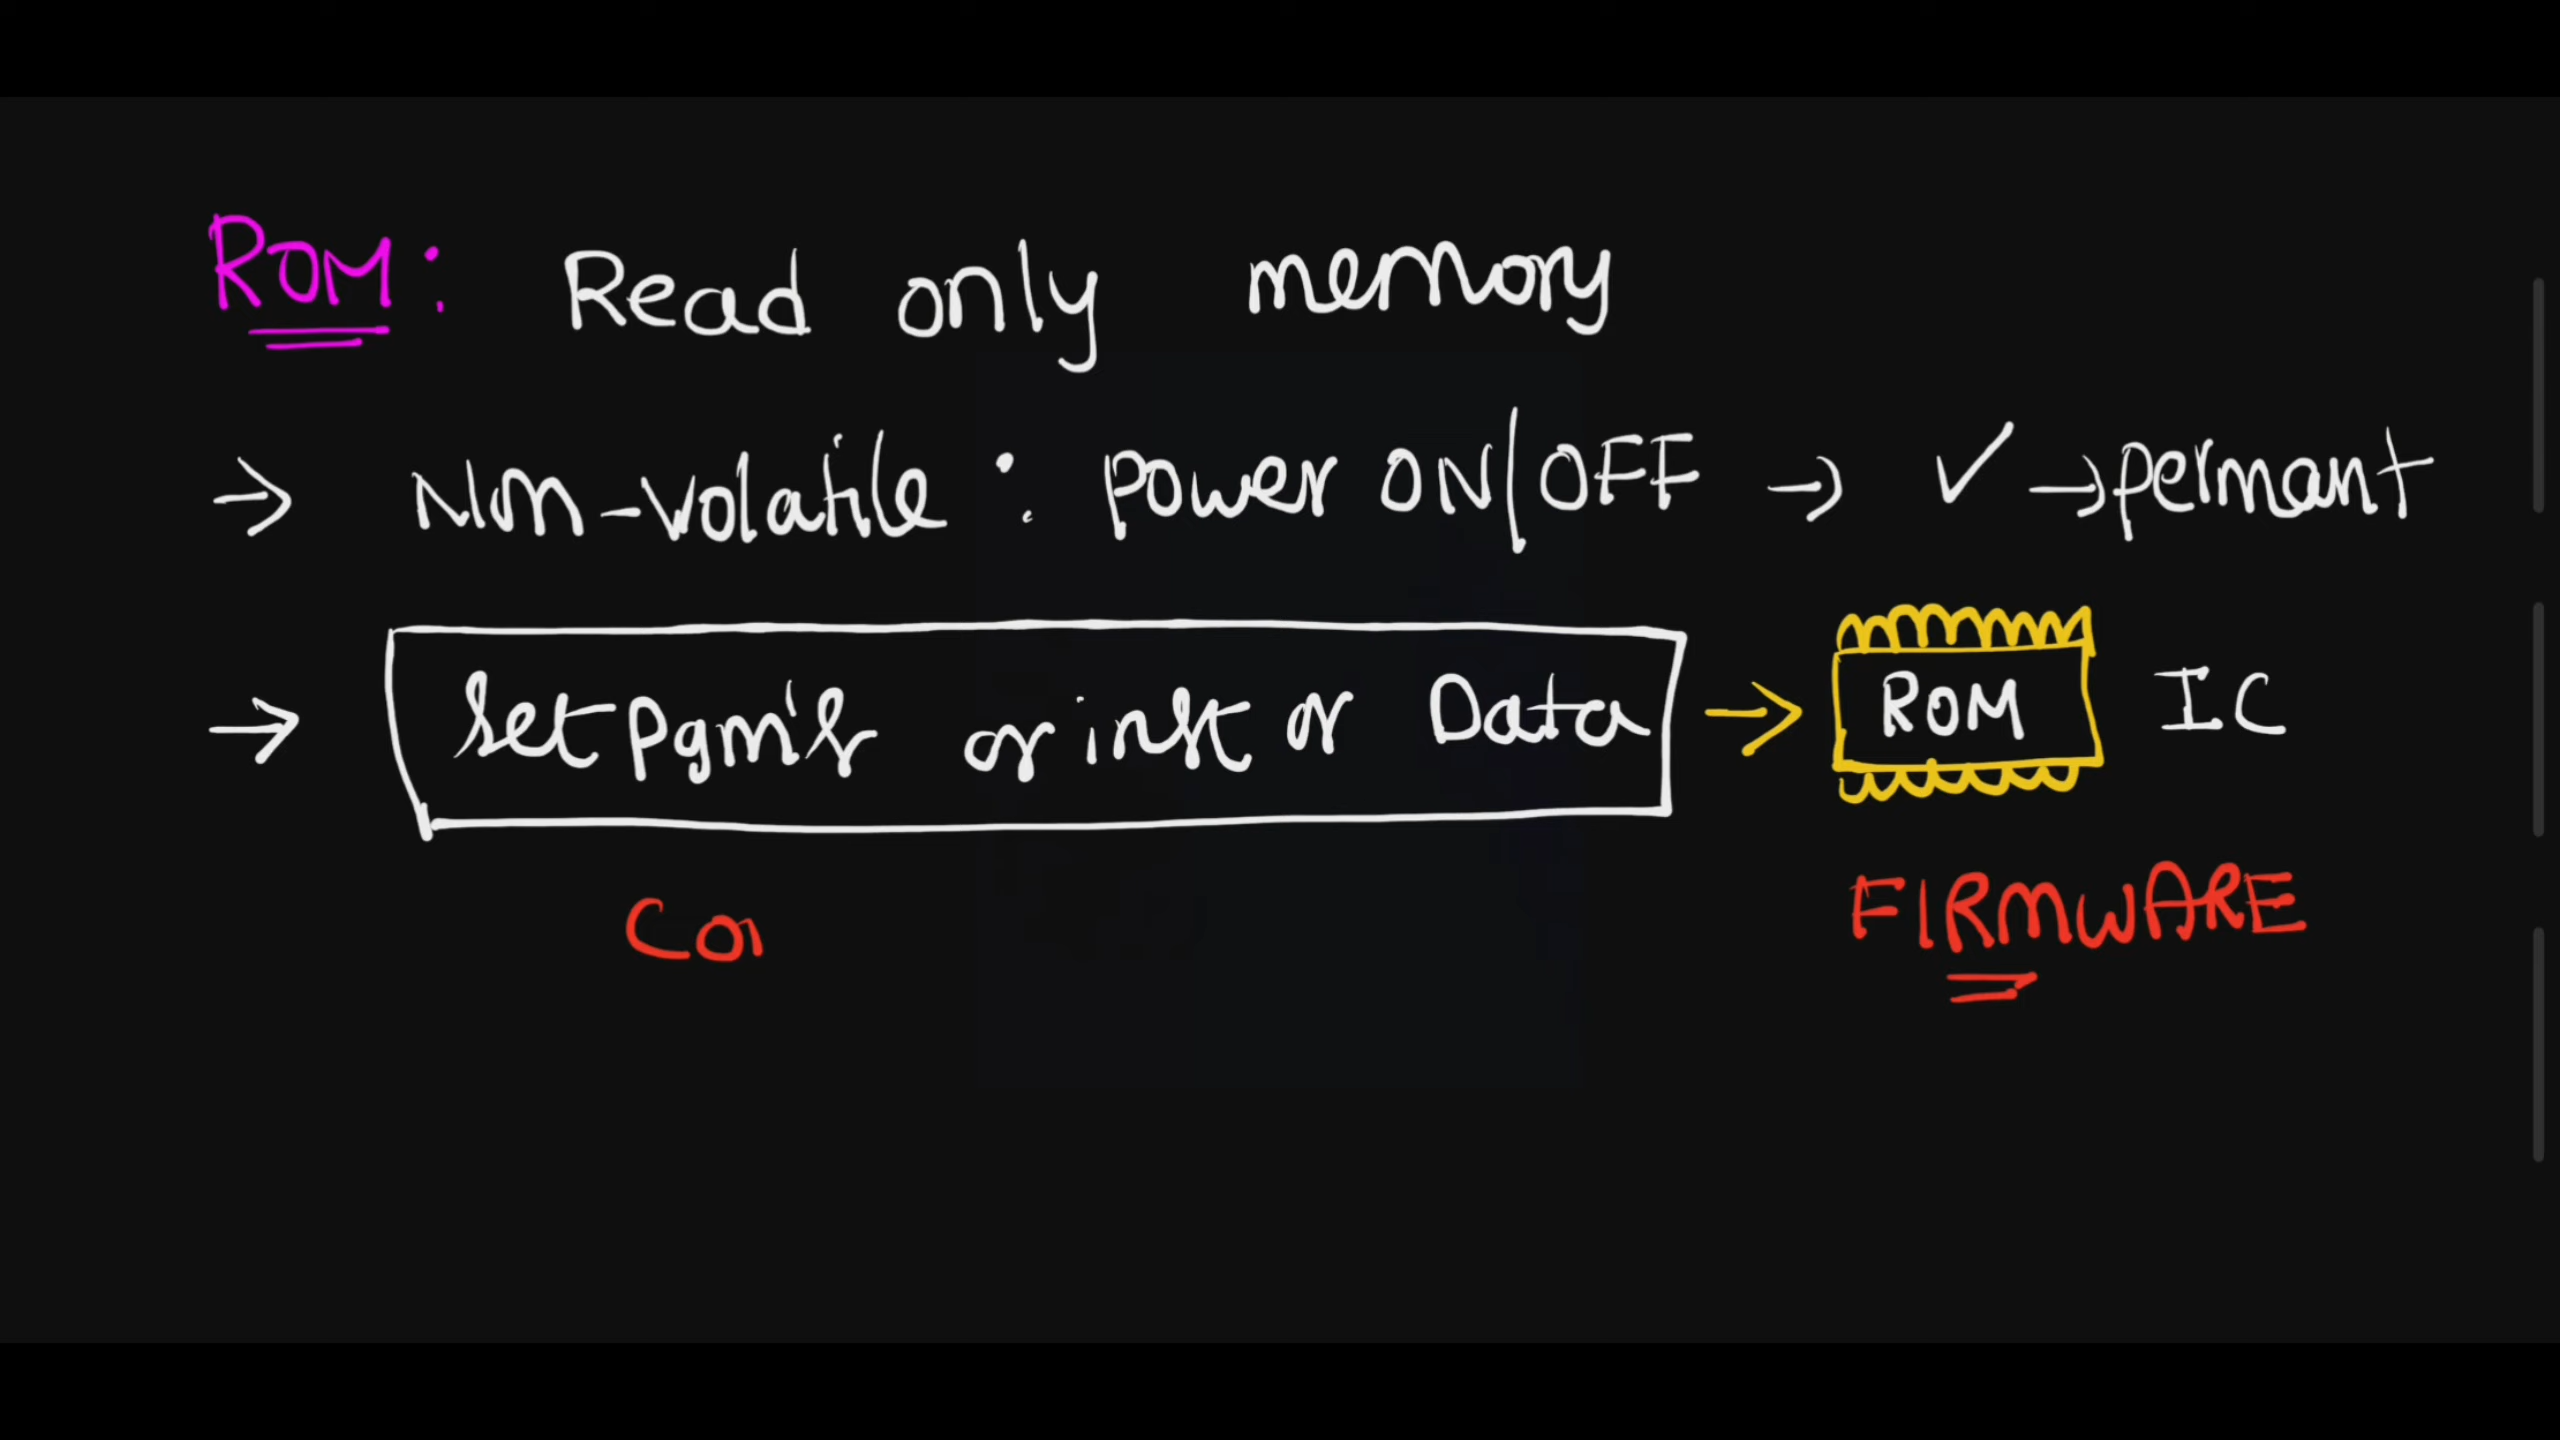 ROM: Read only memory
→ Non-volatile : power ON/OFF → ✓ → permant
→ Set Pgm's or inst or Data → ROM IC
Con FIRMWARE